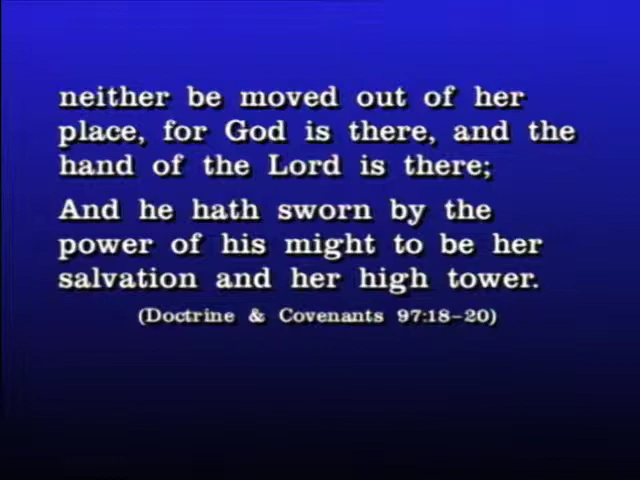 neither be moved out of her
place, for God is there, and the
hand of the Lord is there;
And he hath sworn by the
power of his might to be her
salvation and her high tower.
(Doctrine & Covenants 97:18–20)